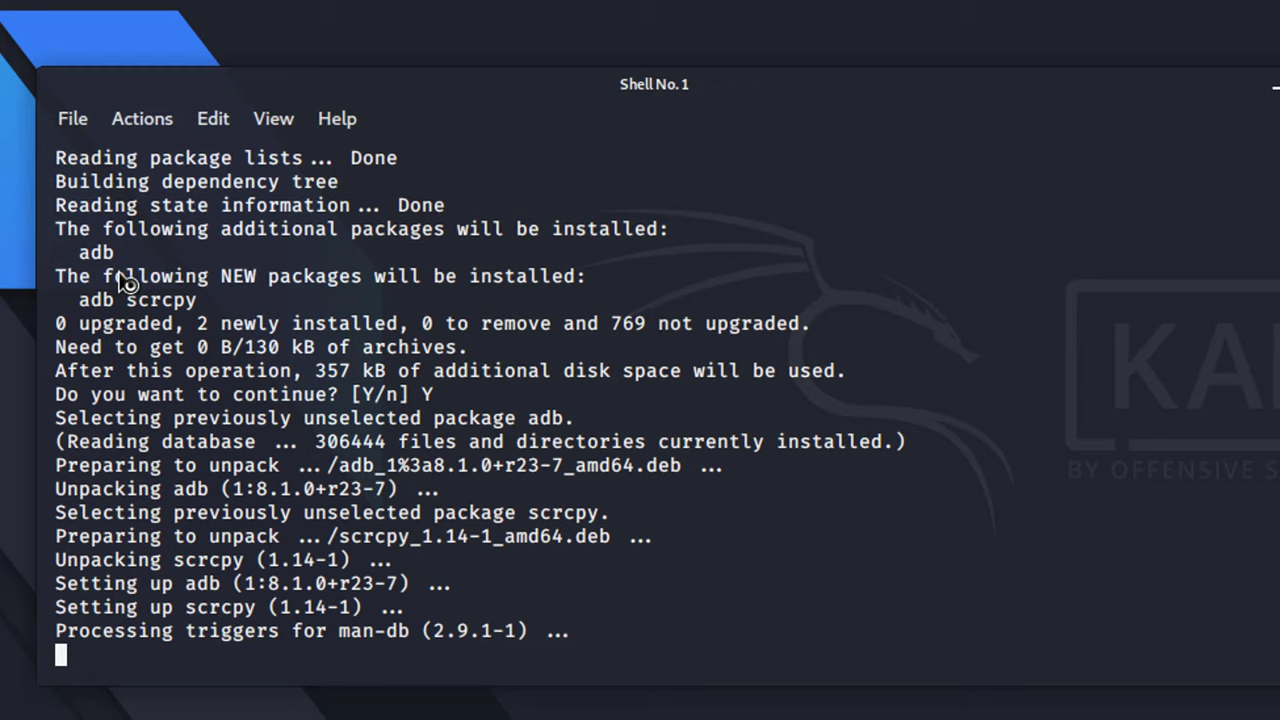 Shell No. 1
File Actions Edit View Help
Reading package lists... Done
Building dependency tree
Reading state information... Done
The following additional packages will be installed:
adb
The following NEW packages will be installed:
adb scrcpy
0 upgraded, 2 newly installed, 0 to remove and 769 not upgraded.
Need to get 0 B/130 kB of archives.
After this operation, 357 kB of additional disk space will be used.
Do you want to continue? [Y/n] Y
Selecting previously unselected package adb.
(Reading database ... 306444 files and directories currently installed.)
Preparing to unpack .../adb_1%3a8.1.0+r23-7_amd64.deb ...
Unpacking adb (1:8.1.0+r23-7) ...
Selecting previously unselected package scrcpy.
Preparing to unpack .../scrcpy_1.14-1_amd64.deb ...
Unpacking scrcpy (1.14-1) ...
Setting up adb (1:8.1.0+r23-7) ...
Setting up scrcpy (1.14-1) ...
Processing triggers for man-db (2.9.1-1) ...
KA
BY OFFENSIVE S